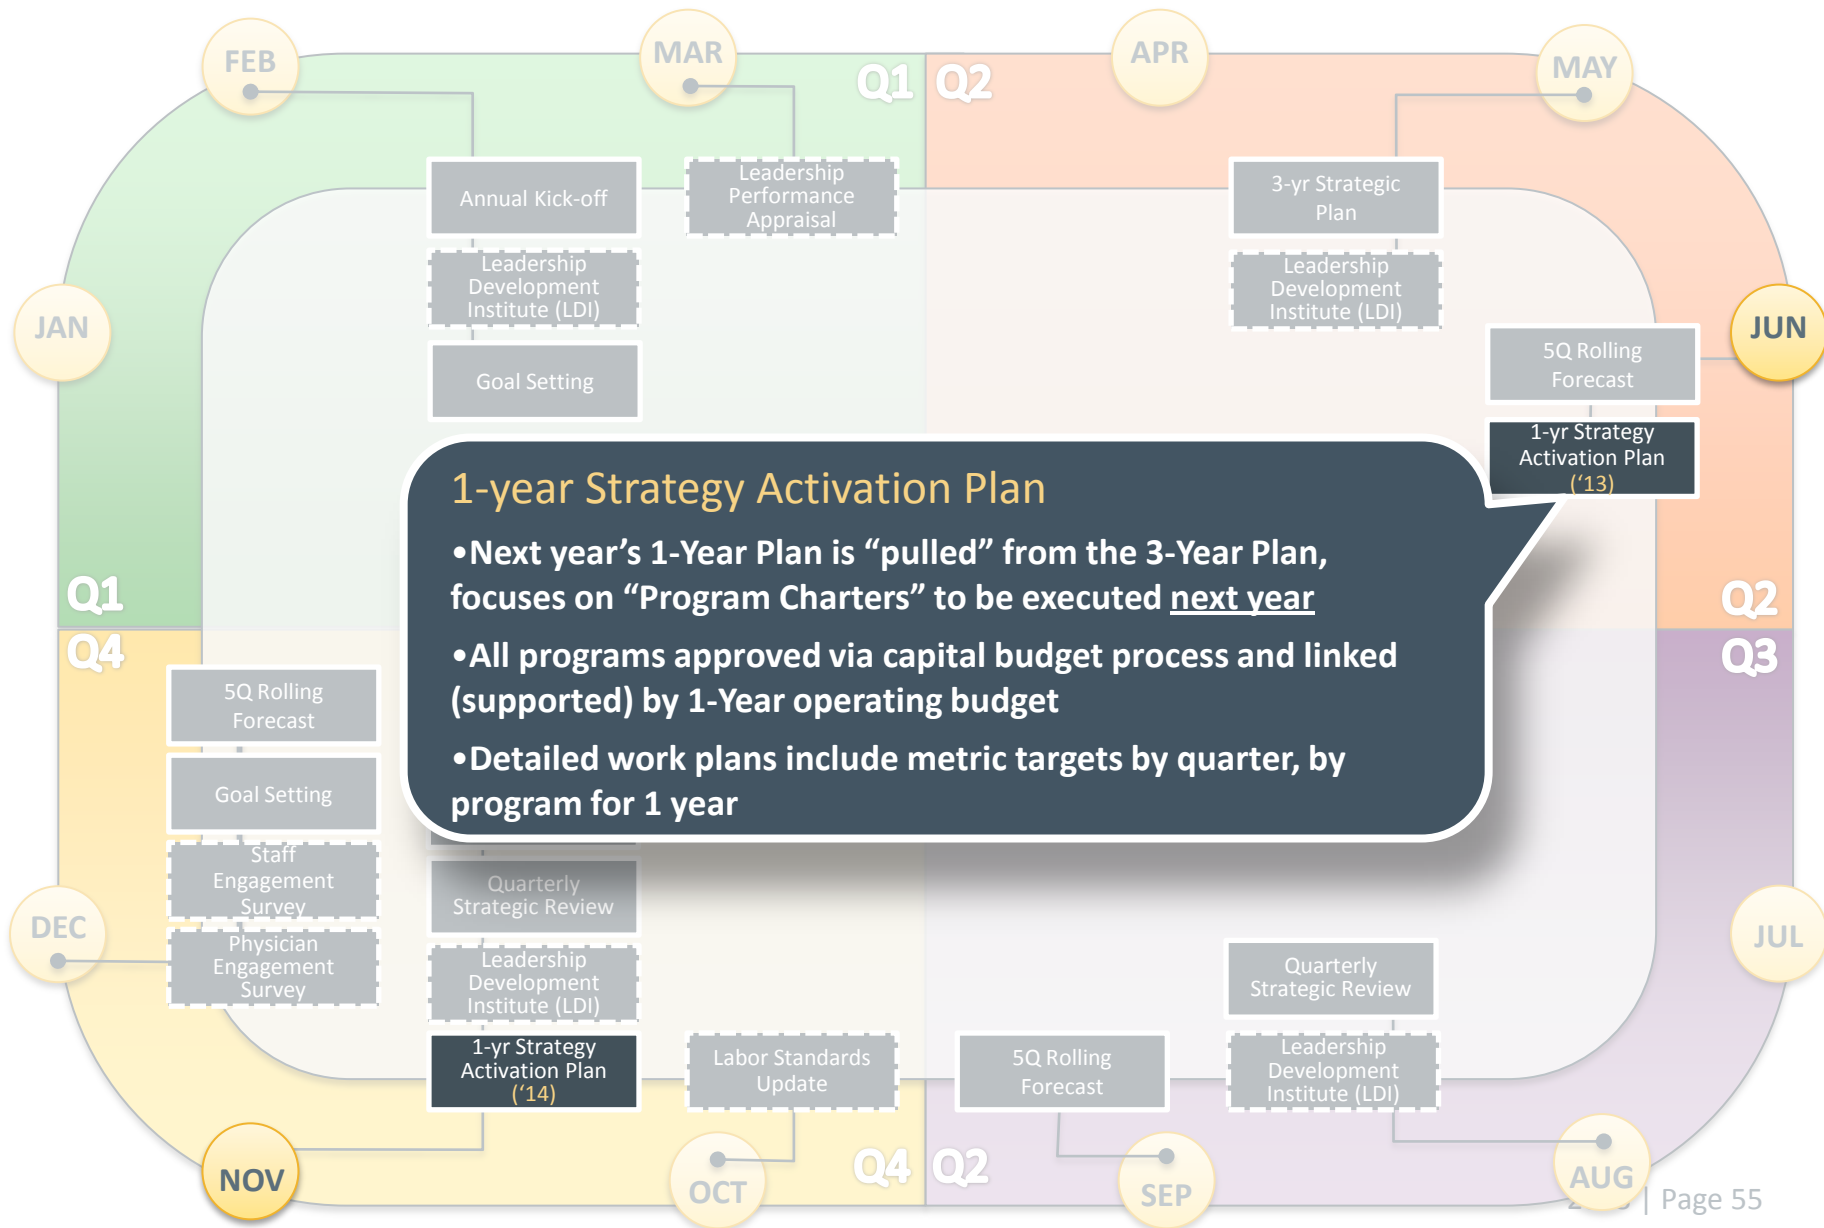 FEB
MAR
Q1
Q2
APR
MAY
Annual Kick-off
Leadership
Performance
Appraisal
3-yr Strategic
Plan
Leadership
Development
Institute (LDI)
Leadership
Development
Institute (LDI)
JAN
JUN
Goal Setting
5Q Rolling
Forecast
1-yr Strategy
Activation Plan
(‘13)
1-year Strategy Activation Plan
•Next year’s 1-Year Plan is “pulled” from the 3-Year Plan,
focuses on “Program Charters” to be executed next year
•All programs approved via capital budget process and linked
(supported) by 1-Year operating budget
•Detailed work plans include metric targets by quarter, by
program for 1 year
Q1
Q2
Q4
Q3
5Q Rolling
Forecast
Goal Setting
Staff
Engagement
Survey
Physician
Engagement
Survey
DEC
JUL
Quarterly
Strategic Review
Leadership
Development
Institute (LDI)
1-yr Strategy
Activation Plan
(‘14)
Labor Standards
Update
5Q Rolling
Forecast
Quarterly
Strategic Review
Leadership
Development
Institute (LDI)
NOV
OCT
Q4
Q2
SEP
AUG
| Page 55